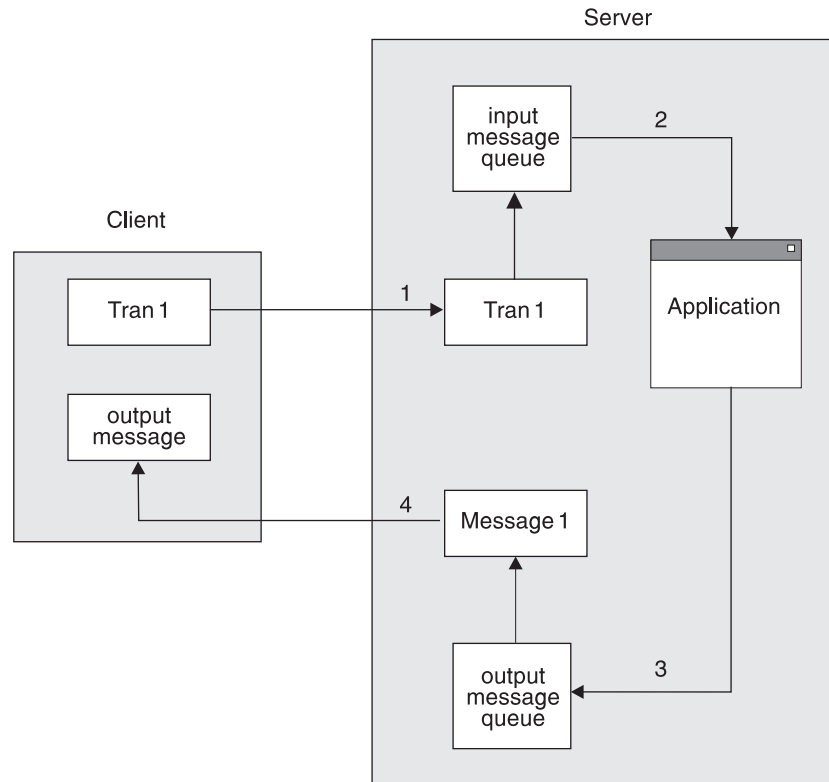 Server
input
message
queue
2
Client
Tran 1
1
Tran 1
Application
output
message
4
Message 1
output
message
queue
3